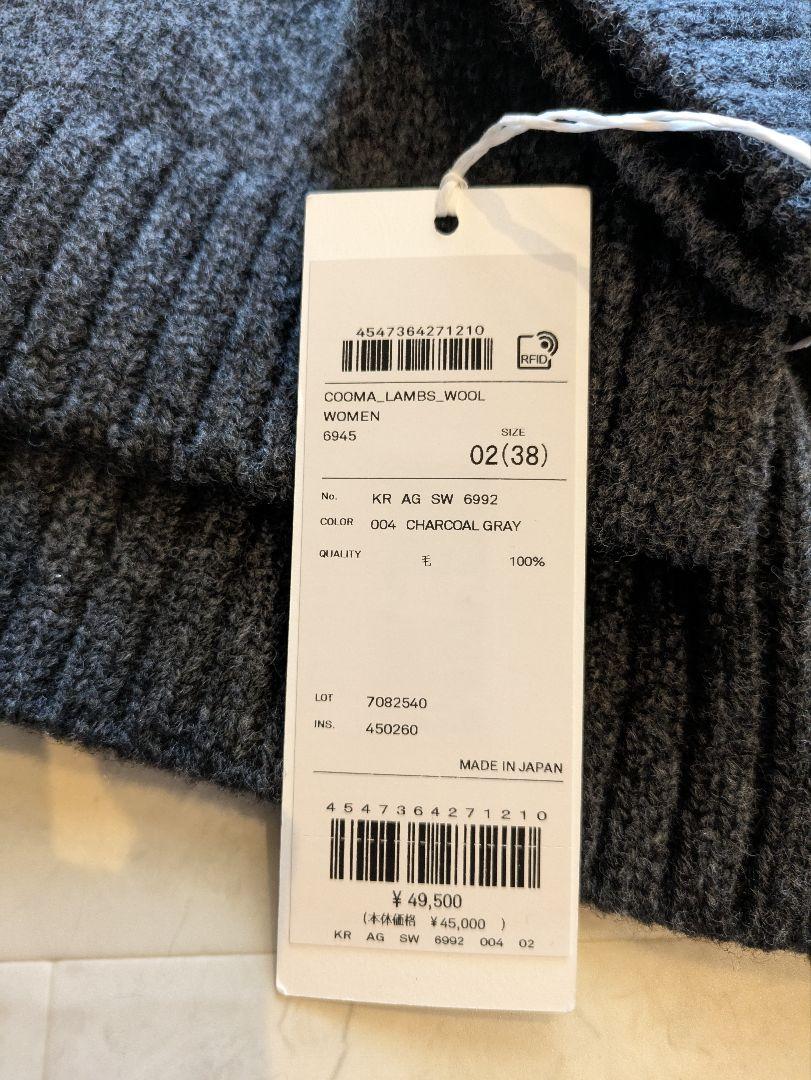 4547364271210
RFID
COOMA_LAMBS_WOOL
WOMEN
6945
SIZE
02(38)
No. KR AG SW 6992
COLOR 004 CHARCOAL GRAY
QUALITY 毛 100%
LOT 7082540
INS. 450260
MADE IN JAPAN
4547364271210
¥ 49,500
(本体価格 ¥45,000 )
KR AG SW 6992 004 02